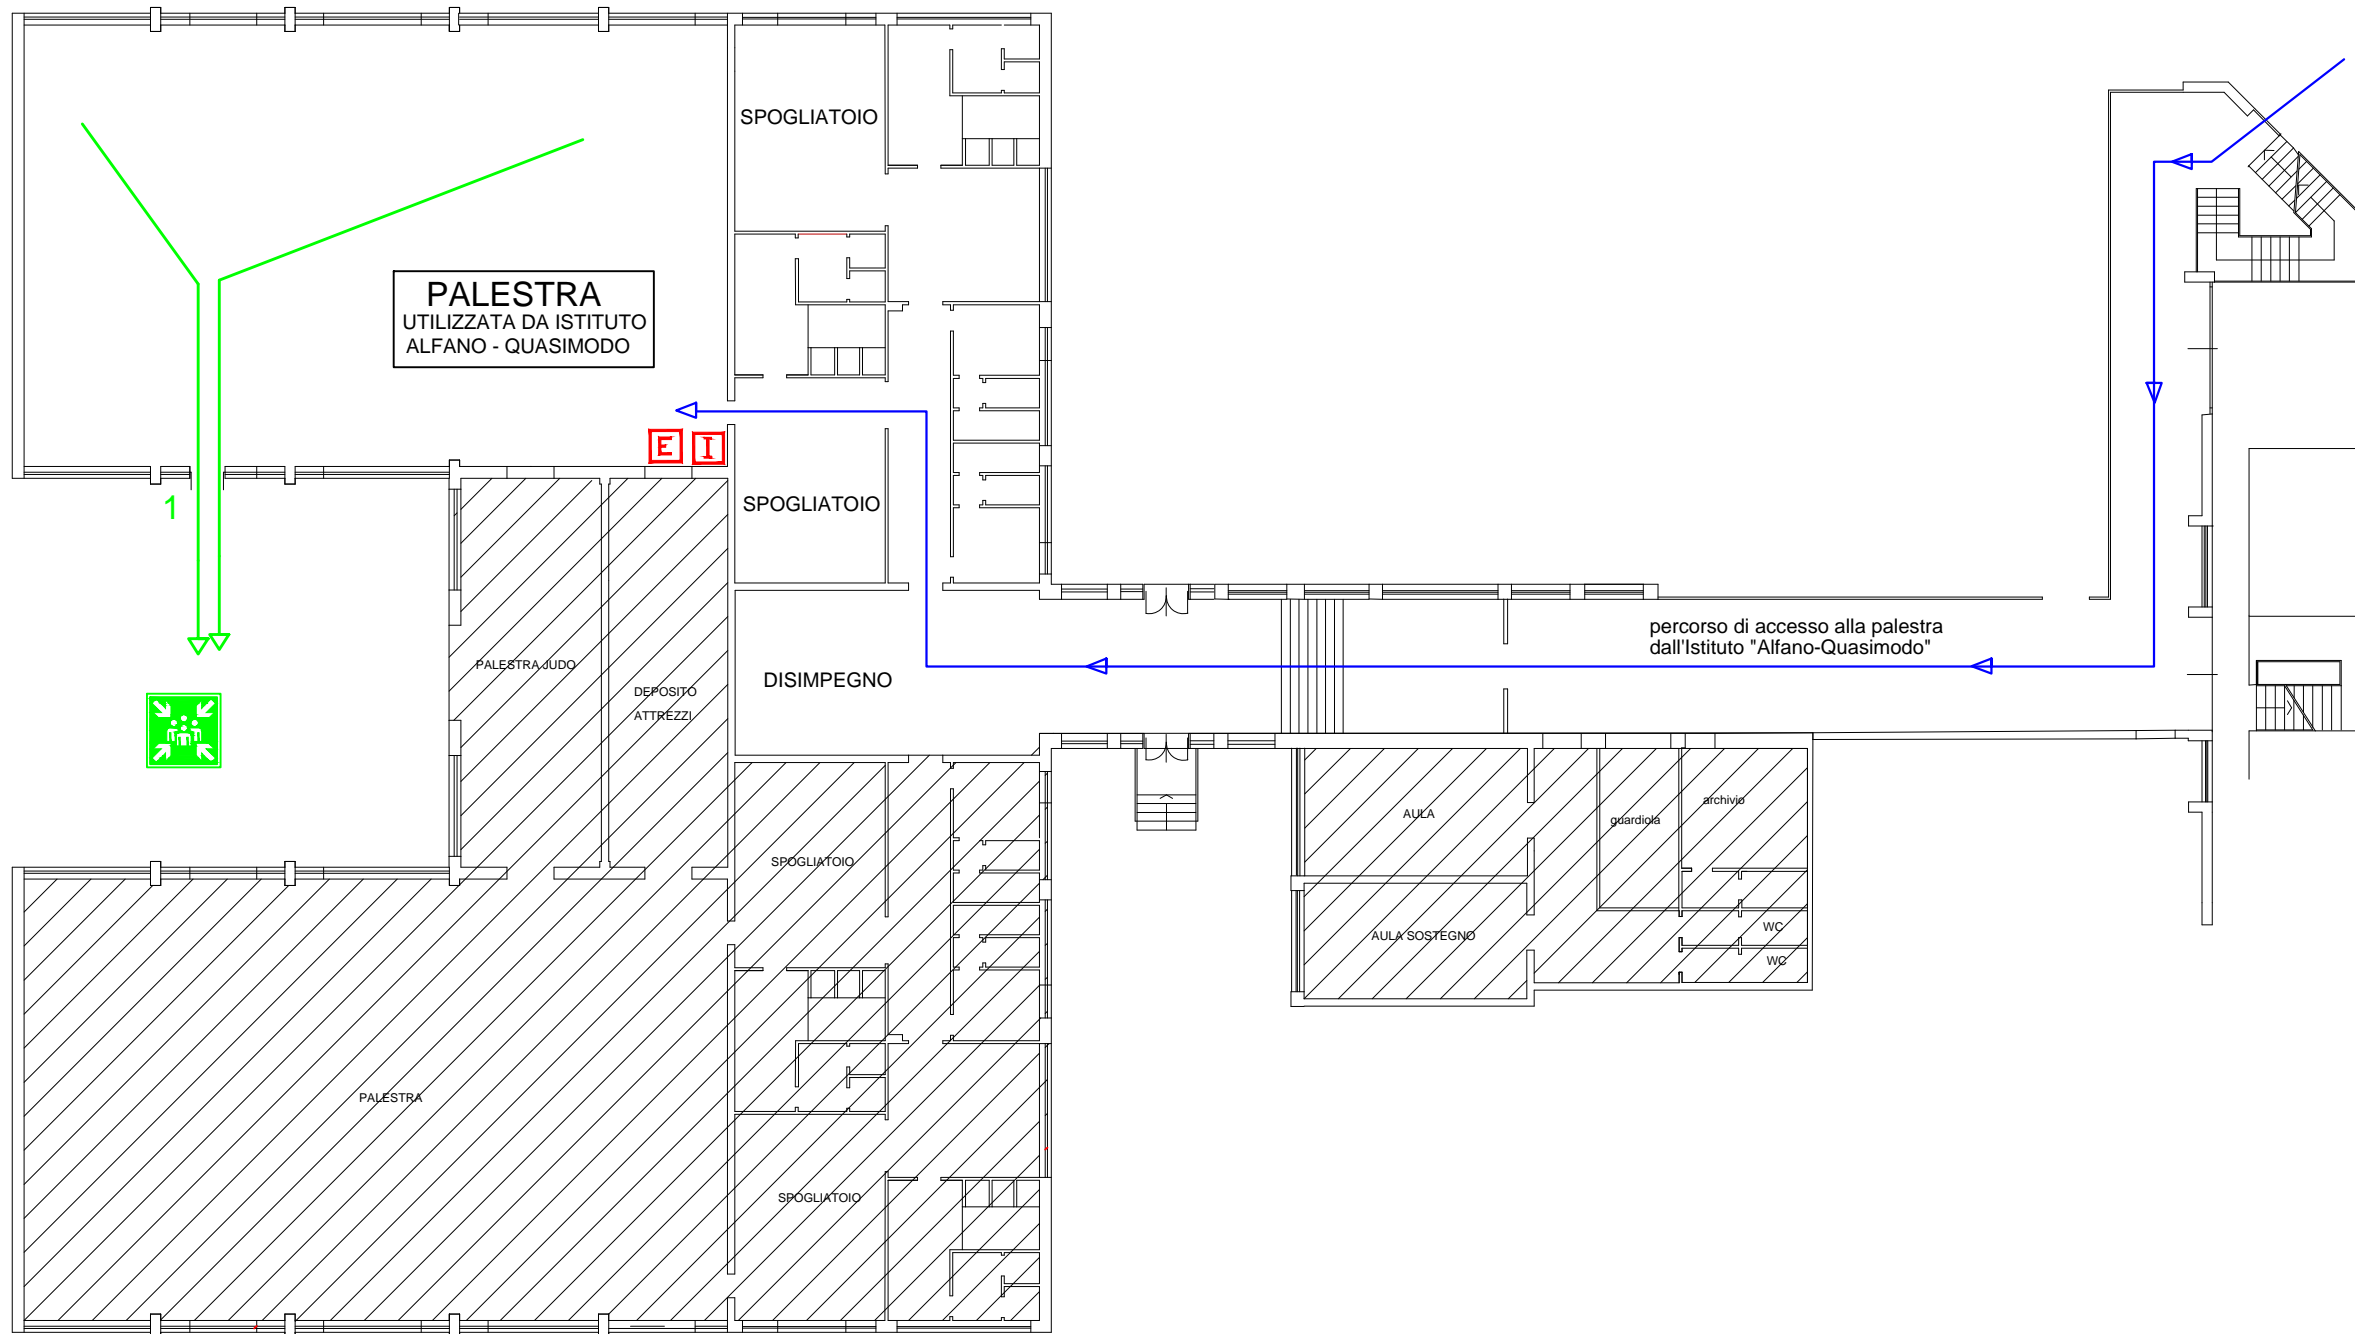 SPOGLIATOIO
PALESTRA
UTILIZZATA DA ISTITUTO
ALFANO - QUASIMODO
E I
SPOGLIATOIO
1
percorso di accesso alla palestra
dall'Istituto "Alfano-Quasimodo"
PALESTRA JUDO
DISIMPEGNO
DEPOSITO
ATTREZZI
archivio
AULA
guardiola
SPOGLIATOIO
WC
AULA SOSTEGNO
WC
PALESTRA
SPOGLIATOIO